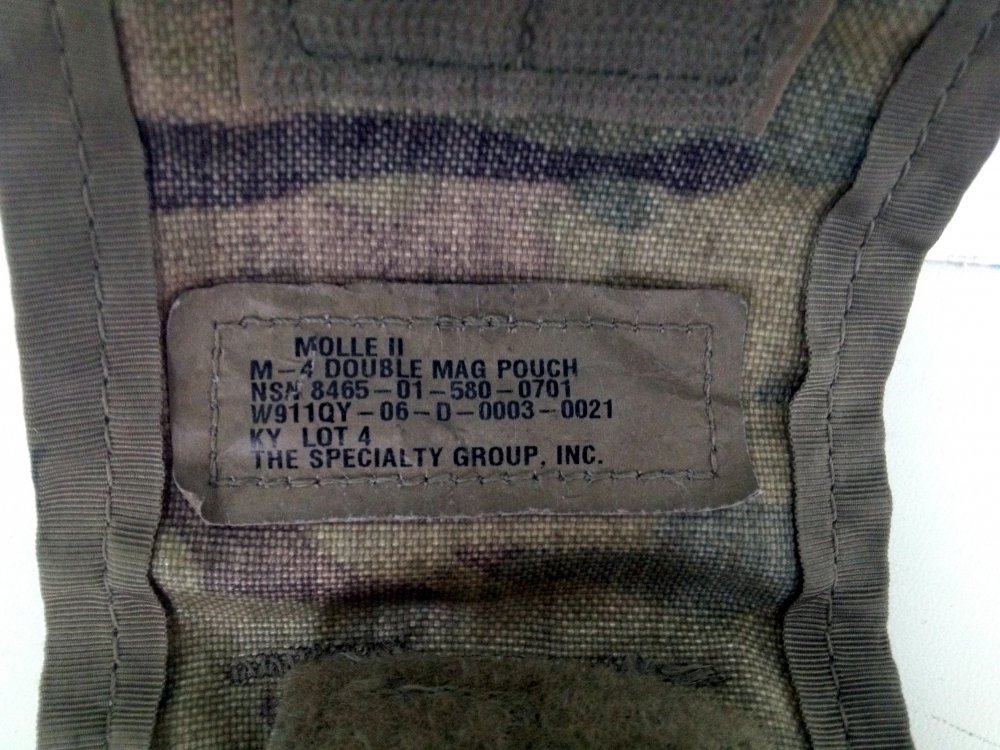 MOLLE II
M-4 DOUBLE MAG POUCH
NSN 8465-01-580-0701
W911QY-06-D-0003-0021
KY LOT 4
THE SPECIALTY GROUP, INC.